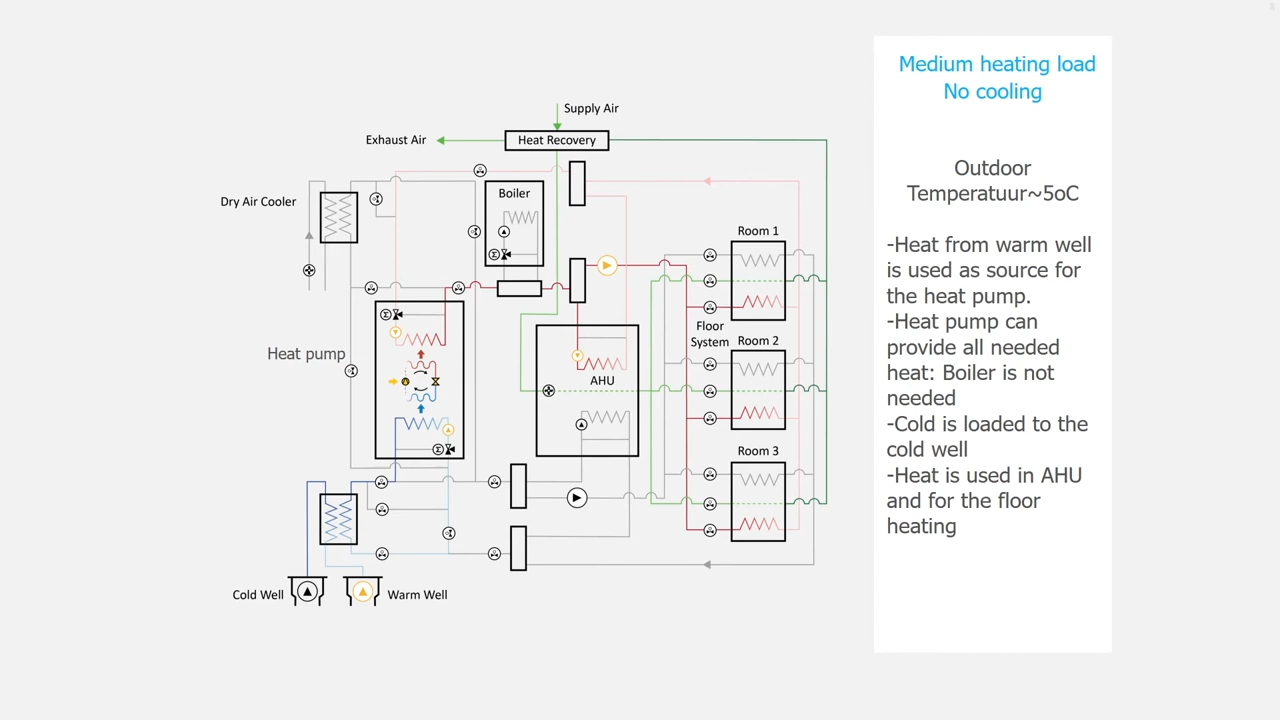 Supply Air
Exhaust Air
Heat Recovery
Boiler
Dry Air Cooler
Room 1
Floor
System
Room 2
Heat pump
AHU
Room 3
Cold Well
Warm Well
Medium heating load
No cooling
Outdoor
Temperatuur~5oC
-Heat from warm well
is used as source for
the heat pump.
-Heat pump can
provide all needed
heat: Boiler is not
needed
-Cold is loaded to the
cold well
-Heat is used in AHU
and for the floor
heating